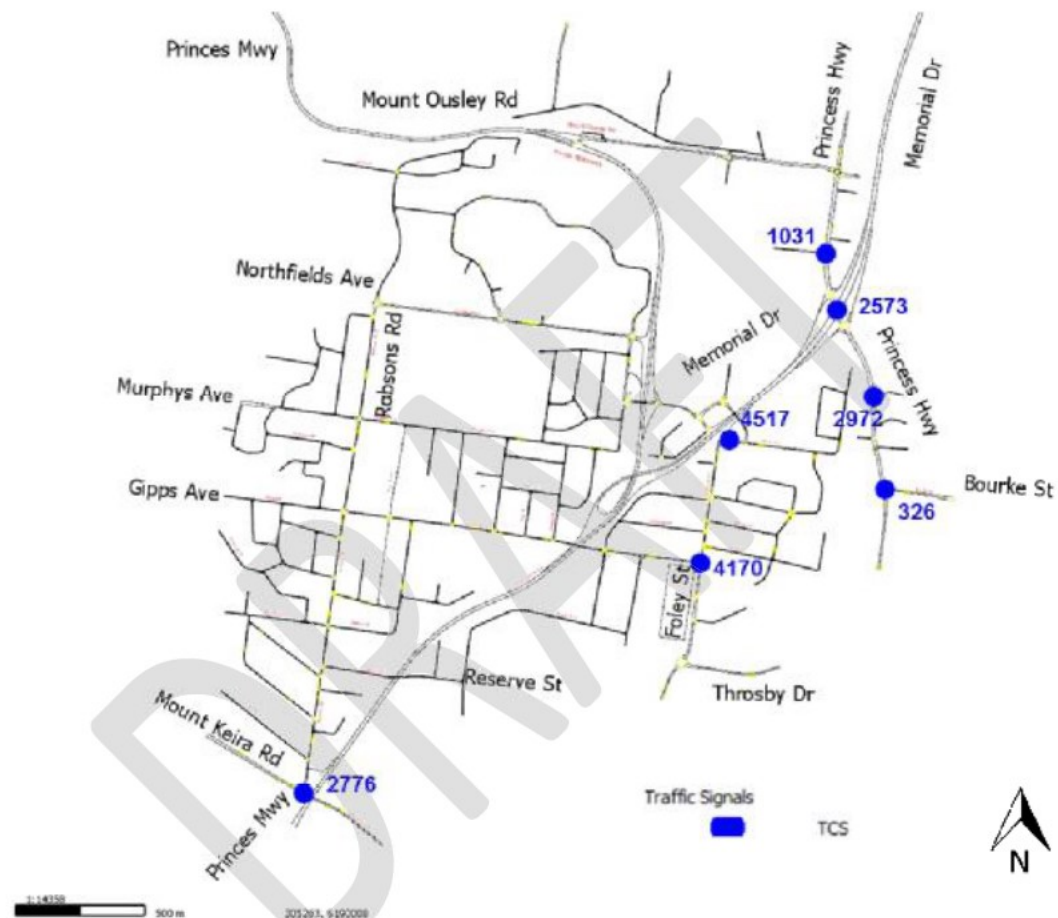 Princes Mwy
Mount Ousley Rd
Princess Hwy
Memorial Dr
1031
Northfields Ave
2573
Robsons Rd
Memorial Dr
Princess Hwy
Murphys Ave
4517
2972
Gipps Ave
Bourke St
326
4170
Foley St
Reserve St
Throsby Dr
Mount Keira Rd
2776
Princes Mwy
Traffic Signals
TCS
N
1:14358
500 m
DRAFT